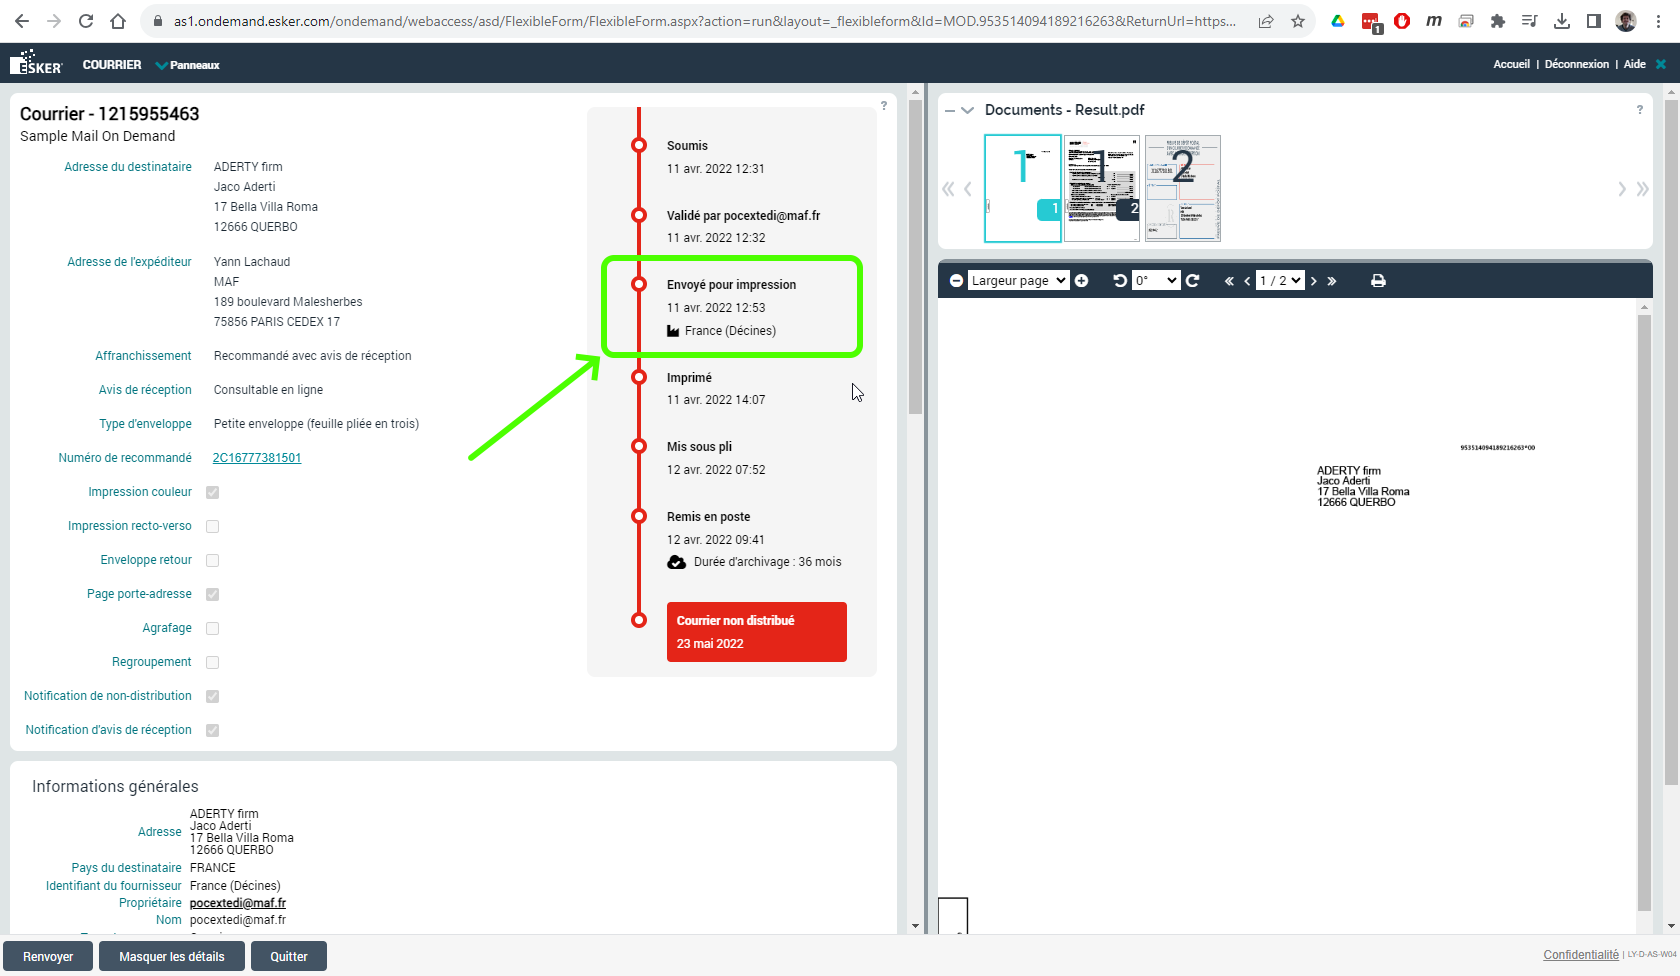 as1.ondemand.esker.com/ondemand/webaccess/asd/FlexibleForm/FlexibleForm.aspx?action=run&layout=_flexibleform&Id=MOD.953514094189216263&ReturnUrl=https...
1
ESKER
COURRIER
Panneaux
Accueil | Déconnexion | Aide
Courrier - 1215955463
Sample Mail On Demand
Adresse du destinataire
ADERTY firm
Jaco Aderti
17 Bella Villa Roma
12666 QUERBO
Adresse de l'expéditeur
Yann Lachaud
MAF
189 boulevard Malesherbes
75856 PARIS CEDEX 17
Affranchissement
Recommandé avec avis de réception
Avis de réception
Consultable en ligne
Type d'enveloppe
Petite enveloppe (feuille pliée en trois)
Numéro de recommandé
2C16777381501
Impression couleur
Impression recto-verso
Enveloppe retour
Page porte-adresse
Agrafage
Regroupement
Notification de non-distribution
Notification d'avis de réception
?
Soumis
11 avr. 2022 12:31
Validé par pocextedi@maf.fr
11 avr. 2022 12:32
Envoyé pour impression
11 avr. 2022 12:53
France (Décines)
Imprimé
11 avr. 2022 14:07
Mis sous pli
12 avr. 2022 07:52
Remis en poste
12 avr. 2022 09:41
Durée d'archivage : 36 mois
Courrier non distribué
23 mai 2022
Informations générales
Adresse
ADERTY firm
Jaco Aderti
17 Bella Villa Roma
12666 QUERBO
Pays du destinataire
FRANCE
Identifiant du fournisseur
France (Décines)
Propriétaire
pocextedi@maf.fr
Nom
pocextedi@maf.fr
Renvoyer
Masquer les détails
Quitter
Documents - Result.pdf
?
1
1
1
2
2
Largeur page
0°
1 / 2
953514094189216263*00
ADERTY firm
Jaco Aderti
17 Bella Villa Roma
12666 QUERBO
Confidentialité | LY-D-AS-W04